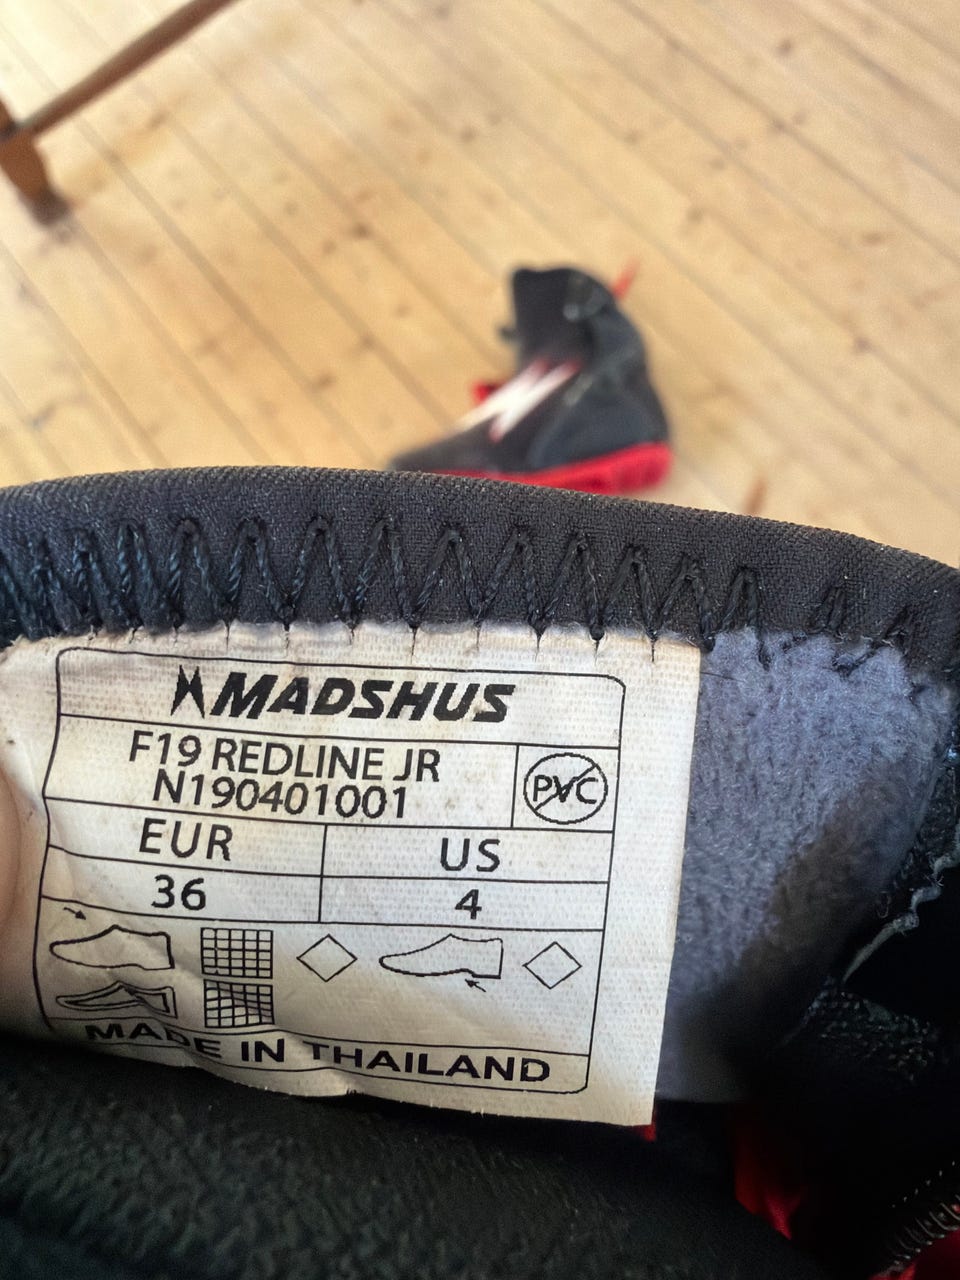 MADSHUS
F19 REDLINE JR
N190401001
PVC
EUR US
36 4
MADE IN THAILAND